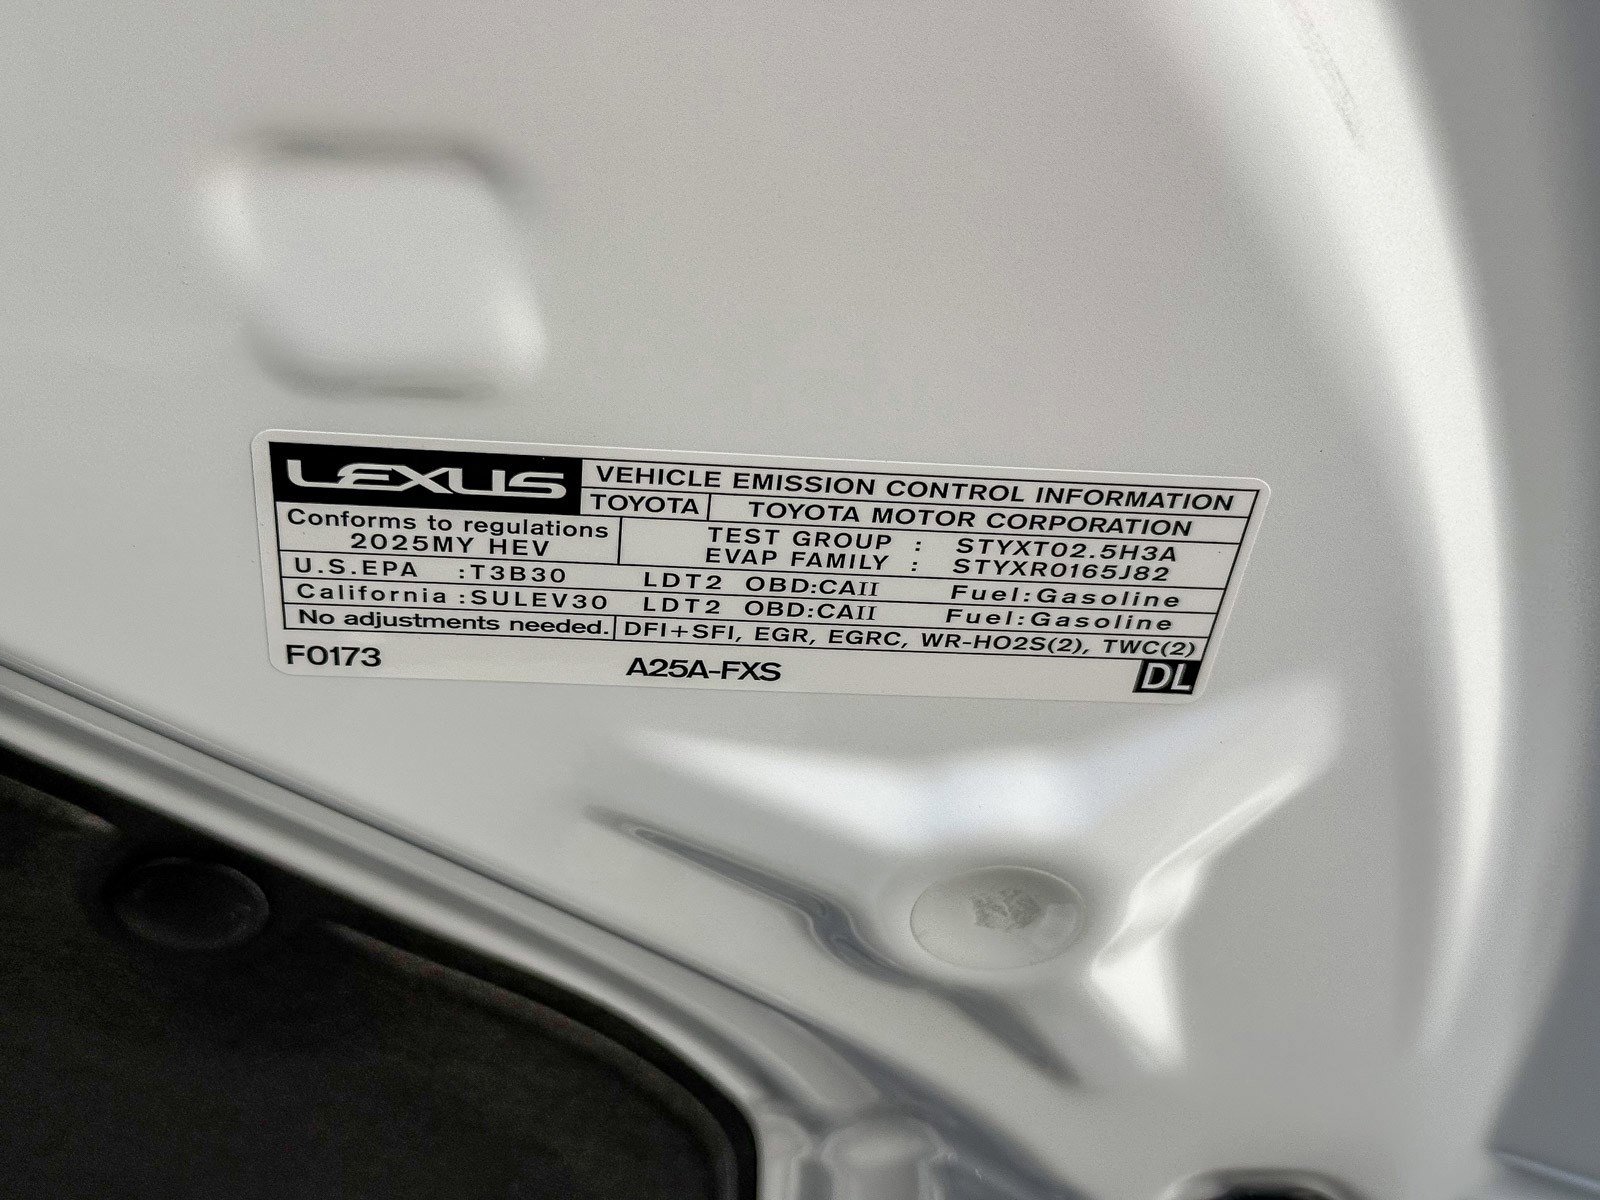 LEXUS VEHICLE EMISSION CONTROL INFORMATION
TOYOTA TOYOTA MOTOR CORPORATION
Conforms to regulations
2025MY HEV
TEST GROUP : STYXT02.5H3A
EVAP FAMILY : STYXR0165J82
U.S.EPA :T3B30 LDT2 OBD:CAII Fuel:Gasoline
California :SULEV30 LDT2 OBD:CAII Fuel:Gasoline
No adjustments needed. DFI+SFI, EGR, EGRC, WR-HO2S(2), TWC(2)
F0173 A25A-FXS DL